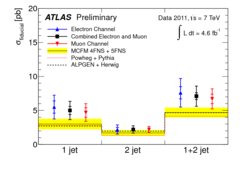 ATLAS Preliminary
Data 2011, √s = 7 TeV
∫ L dt = 4.6 fb⁻¹
Electron Channel
Combined Electron and Muon
Muon Channel
MCFM 4FNS + 5FNS
Powheg + Pythia
ALPGEN + Herwig
σ fiducial [pb]
20
15
10
5
0
1 jet
2 jet
1+2 jet